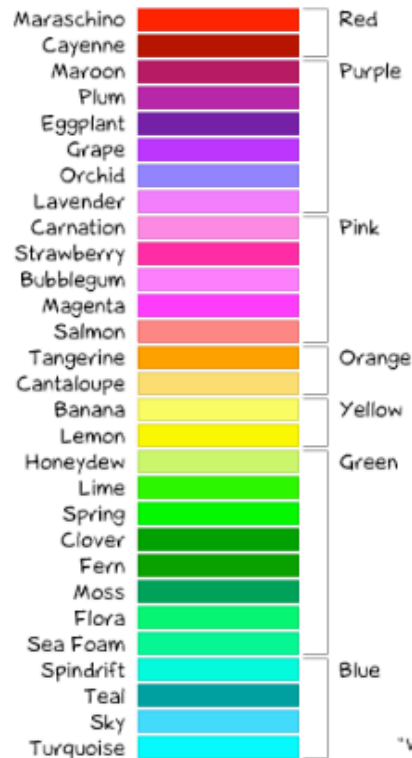 Maraschino Red
Cayenne
Maroon Purple
Plum
Eggplant
Grape
Orchid
Lavender
Carnation Pink
Strawberry
Bubblegum
Magenta
Salmon
Tangerine Orange
Cantaloupe
Banana Yellow
Lemon
Honeydew Green
Lime
Spring
Clover
Fern
Moss
Flora
Sea Foam
Spindrift Blue
Teal
Sky
Turquoise